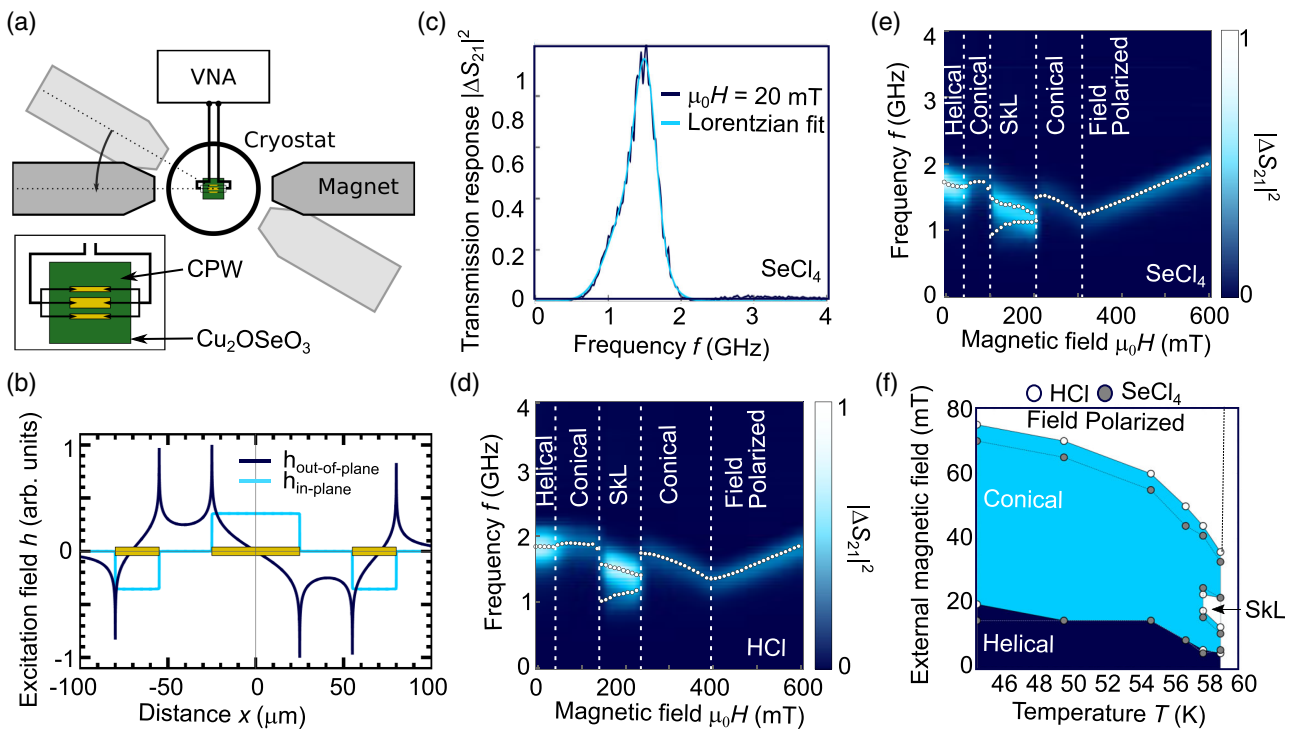 (a)
VNA
Cryostat
Magnet
CPW
Cu₂OSeO₃
(b)
Excitation field h (arb. units)
1
0
-1
h out-of-plane
h in-plane
-100
-50
0
50
100
Distance x (μm)
(c)
Transmission response |ΔS₂₁|²
1
0.8
0.6
0.4
0.2
0
μ₀H = 20 mT
Lorentzian fit
SeCl₄
0
1
2
3
4
Frequency f (GHz)
(d)
Frequency f (GHz)
4
3
2
1
0
Helical
Conical
SkL
Conical
Field
Polarized
HCl
0
200
400
600
Magnetic field μ₀H (mT)
1
0
|ΔS₂₁|²
(e)
Frequency f (GHz)
4
3
2
1
0
Helical
Conical
SkL
Conical
Field
Polarized
SeCl₄
0
200
400
600
Magnetic field μ₀H (mT)
1
0
|ΔS₂₁|²
(f)
HCl
SeCl₄
External magnetic field (mT)
80
60
40
20
0
Field Polarized
Conical
Helical
SkL
46
48
50
52
54
56
58
60
Temperature T (K)